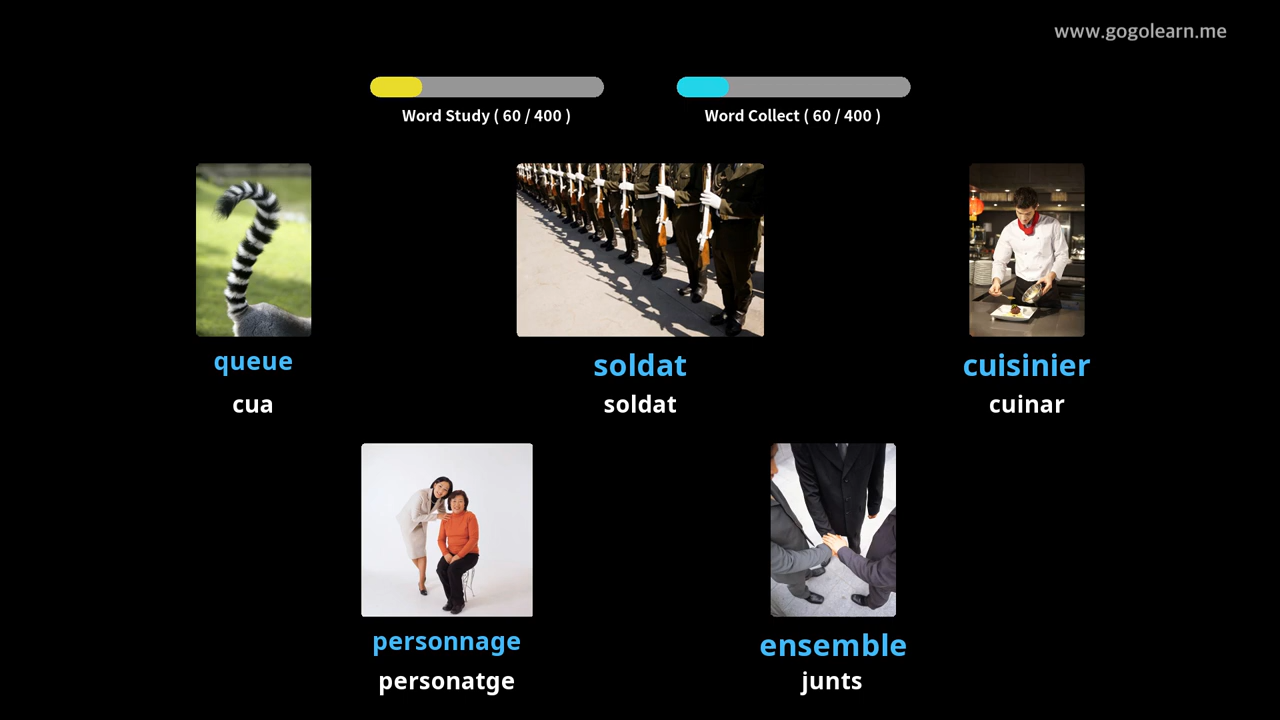 www.gogolearn.me
Word Study ( 60 / 400 )
Word Collect ( 60 / 400 )
queue
cua
soldat
soldat
cuisinier
cuinar
personnage
personatge
ensemble
junts